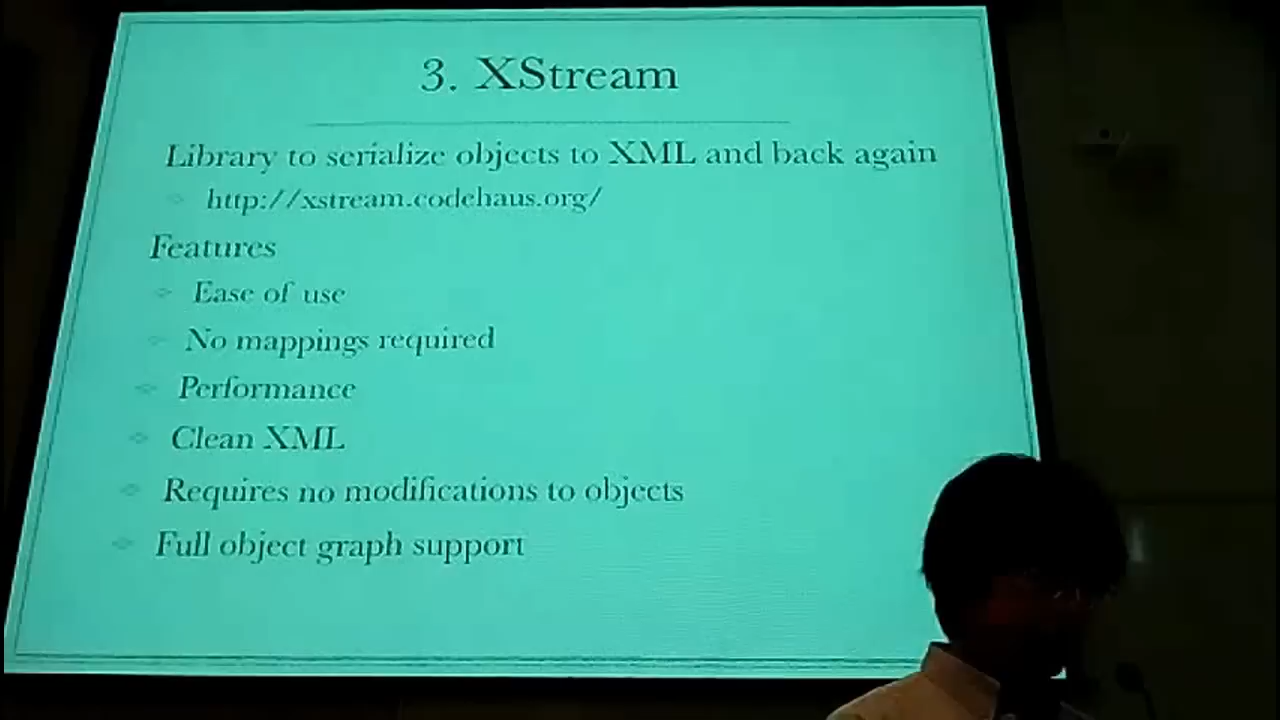 3. XStream
Library to serialize objects to XML and back again
http://xstream.codehaus.org/
Features
Ease of use
No mappings required
Performance
Clean XML
Requires no modifications to objects
Full object graph support